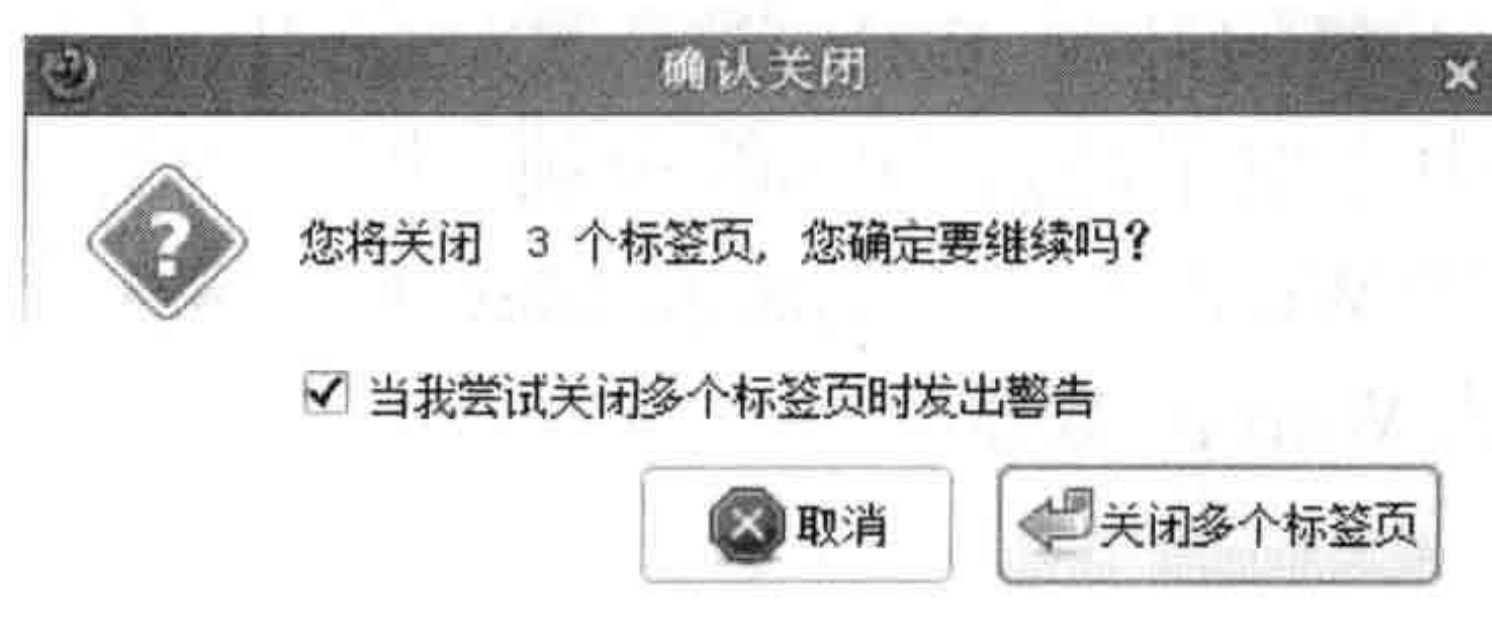 确认关闭
您将关闭 3 个标签页，您确定要继续吗？
当我尝试关闭多个标签页时发出警告
取消
关闭多个标签页